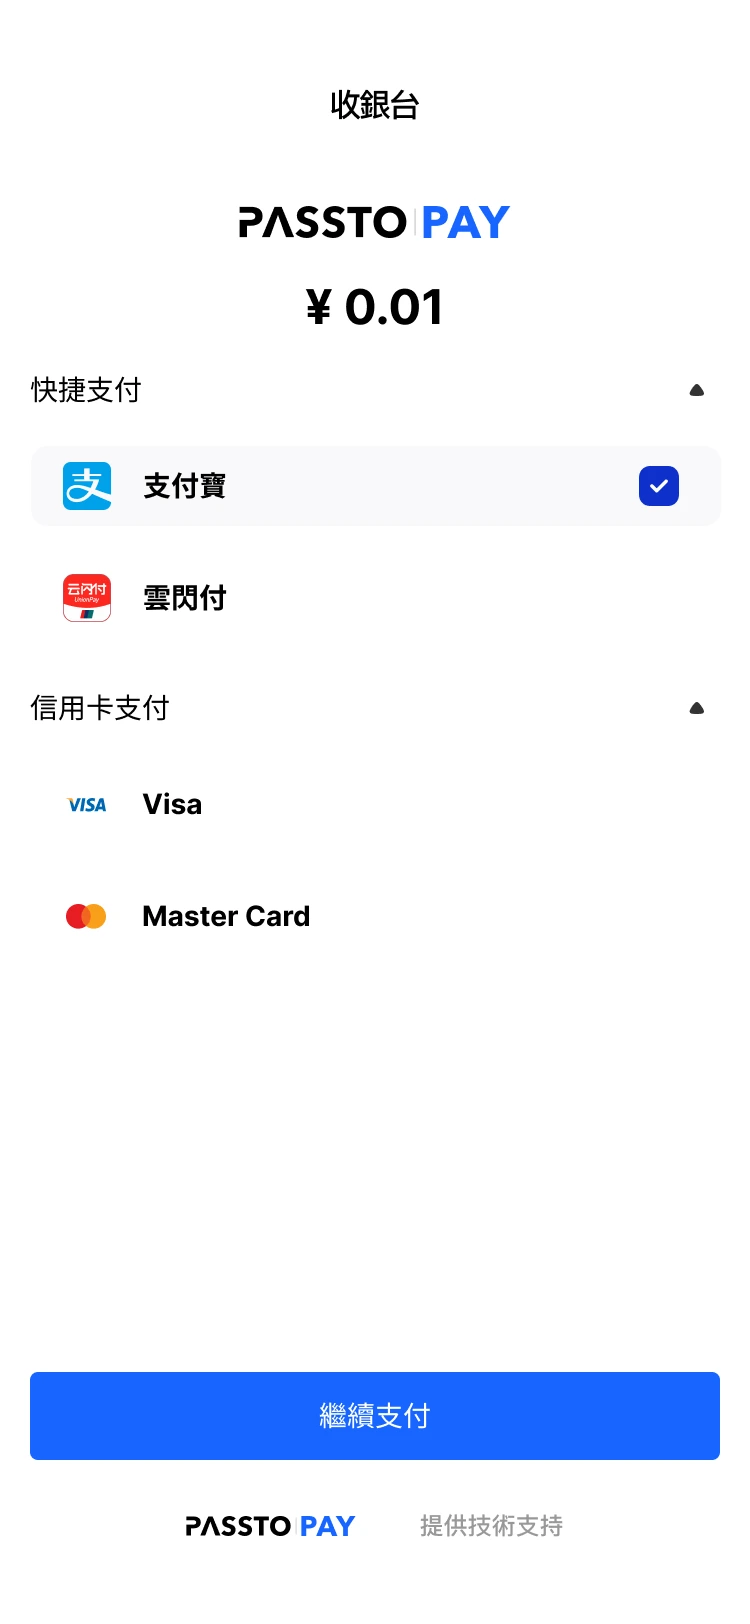 收銀台
PASSTO PAY
¥ 0.01
快捷支付
支 支付寶
云闪付
UnionPay
雲閃付
信用卡支付
VISA Visa
Master Card
繼續支付
PASSTO PAY 提供技術支持